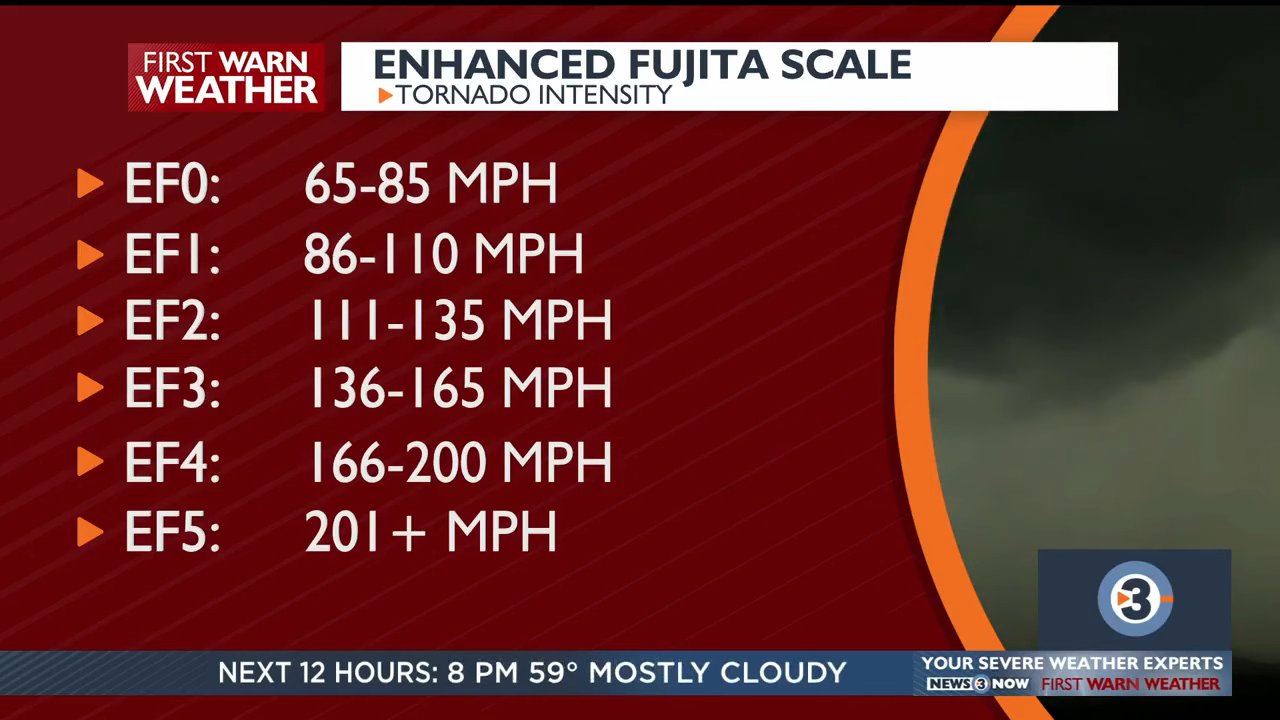 FIRST WARN
WEATHER
ENHANCED FUJITA SCALE
TORNADO INTENSITY
EF0: 65-85 MPH
EF1: 86-110 MPH
EF2: 111-135 MPH
EF3: 136-165 MPH
EF4: 166-200 MPH
EF5: 201+ MPH
3
NEXT 12 HOURS: 8 PM 59° MOSTLY CLOUDY
YOUR SEVERE WEATHER EXPERTS
NEWS 3 NOW FIRST WARN WEATHER